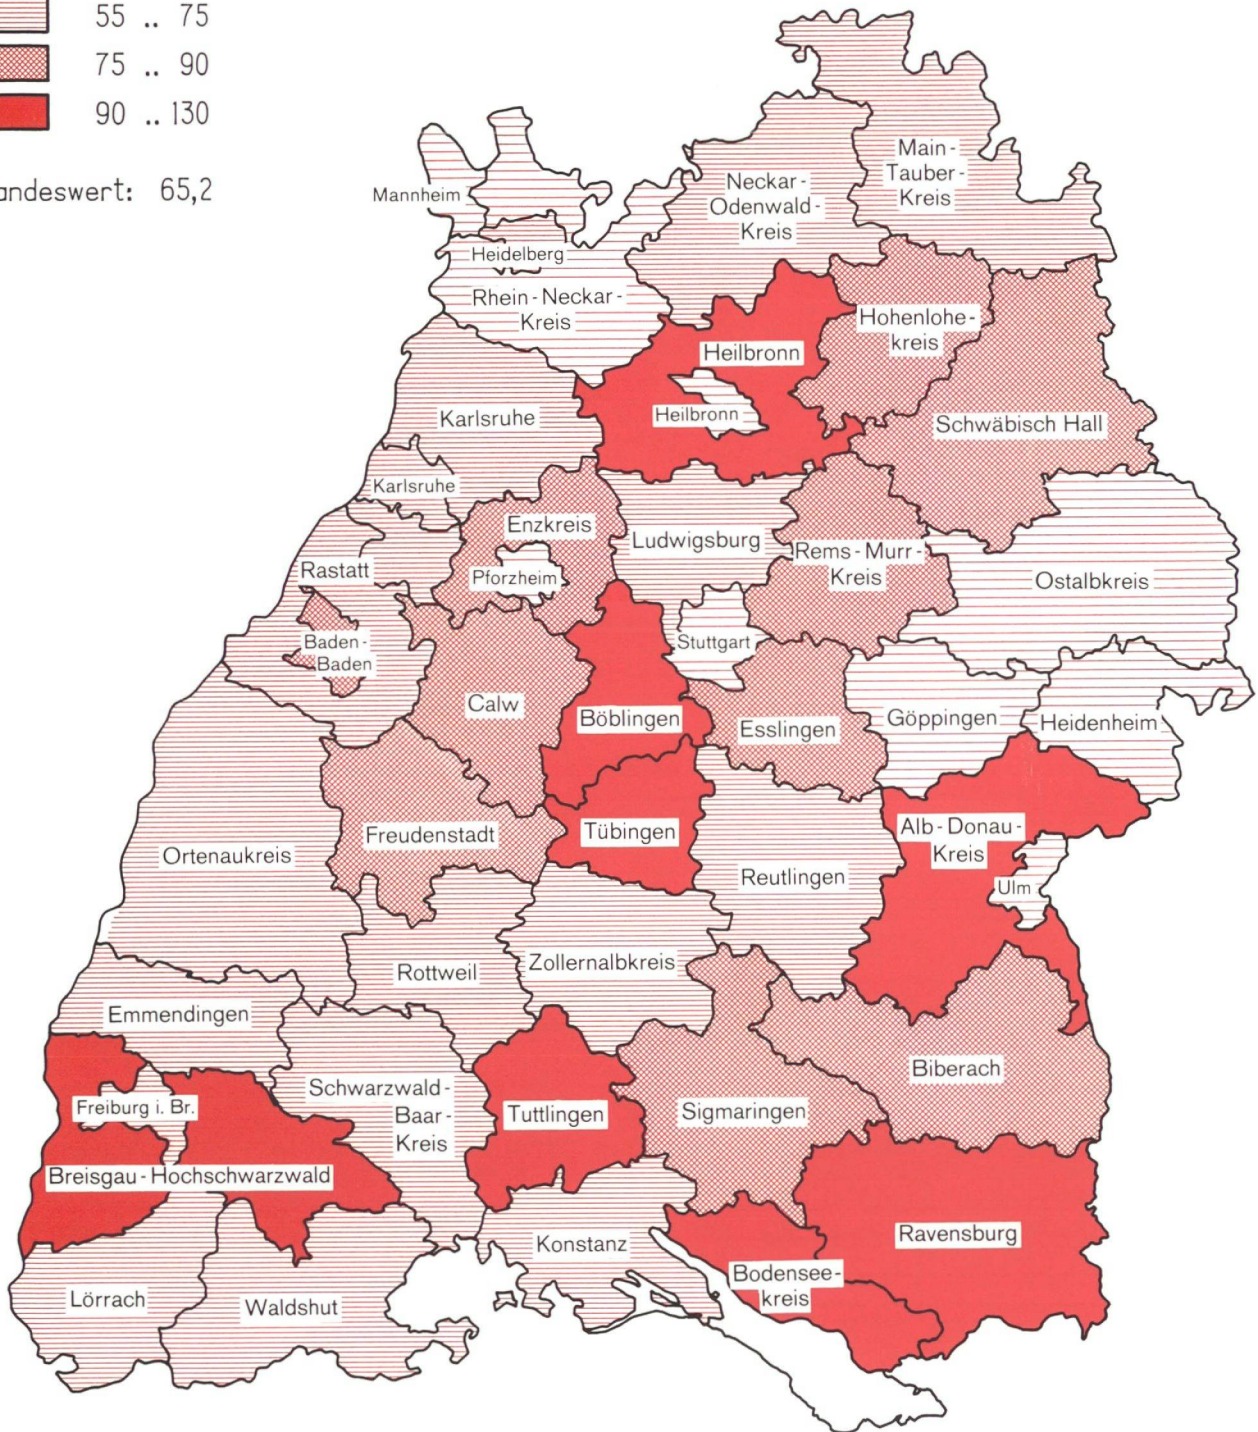 55 .. 75
75 .. 90
90 .. 130
andeswert: 65,2
Mannheim
Main-
Tauber-
Kreis
Neckar-
Odenwald-
Kreis
Heidelberg
Rhein-Neckar-
Kreis
Hohenlohe-
kreis
Heilbronn
Heilbronn
Karlsruhe
Schwäbisch Hall
Karlsruhe
Enzkreis
Ludwigsburg
Rems-Murr-
Kreis
Pforzheim
Rastatt
Ostalbkreis
Baden-
Baden
Stuttgart
Calw
Böblingen
Esslingen
Göppingen
Heidenheim
Freudenstadt
Tübingen
Alb-Donau-
Kreis
Ortenaukreis
Reutlingen
Ulm
Rottweil
Zollernalbkreis
Emmendingen
Biberach
Schwarzwald-
Baar-
Kreis
Freiburg i. Br.
Tuttlingen
Sigmaringen
Breisgau-Hochschwarzwald
Ravensburg
Konstanz
Bodensee-
kreis
Lörrach
Waldshut